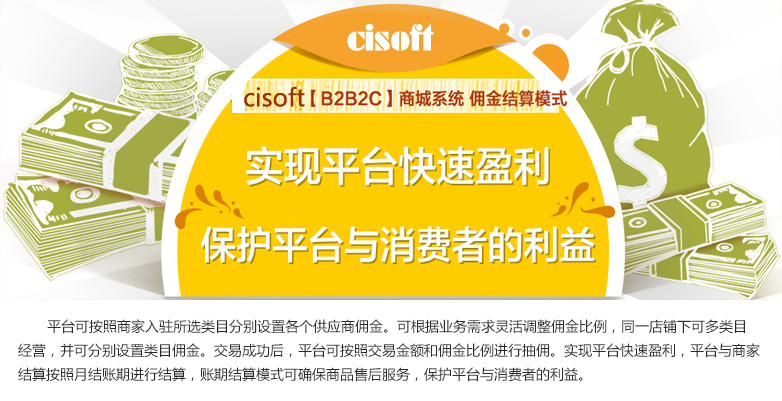 cisoft
cisoft【B2B2C】商城系统 佣金结算模式
实现平台快速盈利
保护平台与消费者的利益
平台可按照商家入驻所选类目分别设置各个供应商佣金。可根据业务需求灵活调整佣金比例，同一店铺下可多类目
经营，并可分别设置类目佣金。交易成功后，平台可按照交易金额和佣金比例进行抽佣。实现平台快速盈利，平台与商家
结算按照月结账期进行结算，账期结算模式可确保商品售后服务，保护平台与消费者的利益。